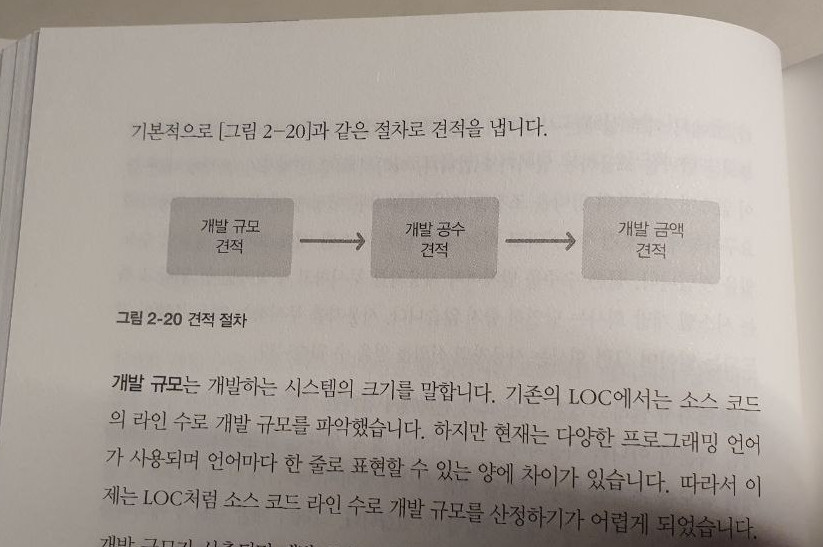 기본적으로 [그림 2-20]과 같은 절차로 견적을 냅니다.
개발 규모
견적
개발 공수
견적
개발 금액
견적
그림 2-20 견적 절차
개발 규모는 개발하는 시스템의 크기를 말합니다. 기존의 LOC에서는 소스 코드
의 라인 수로 개발 규모를 파악했습니다. 하지만 현재는 다양한 프로그래밍 언어
가 사용되며 언어마다 한 줄로 표현할 수 있는 양에 차이가 있습니다. 따라서 이
제는 LOC처럼 소스 코드 라인 수로 개발 규모를 산정하기가 어렵게 되었습니다.
개발 규모가